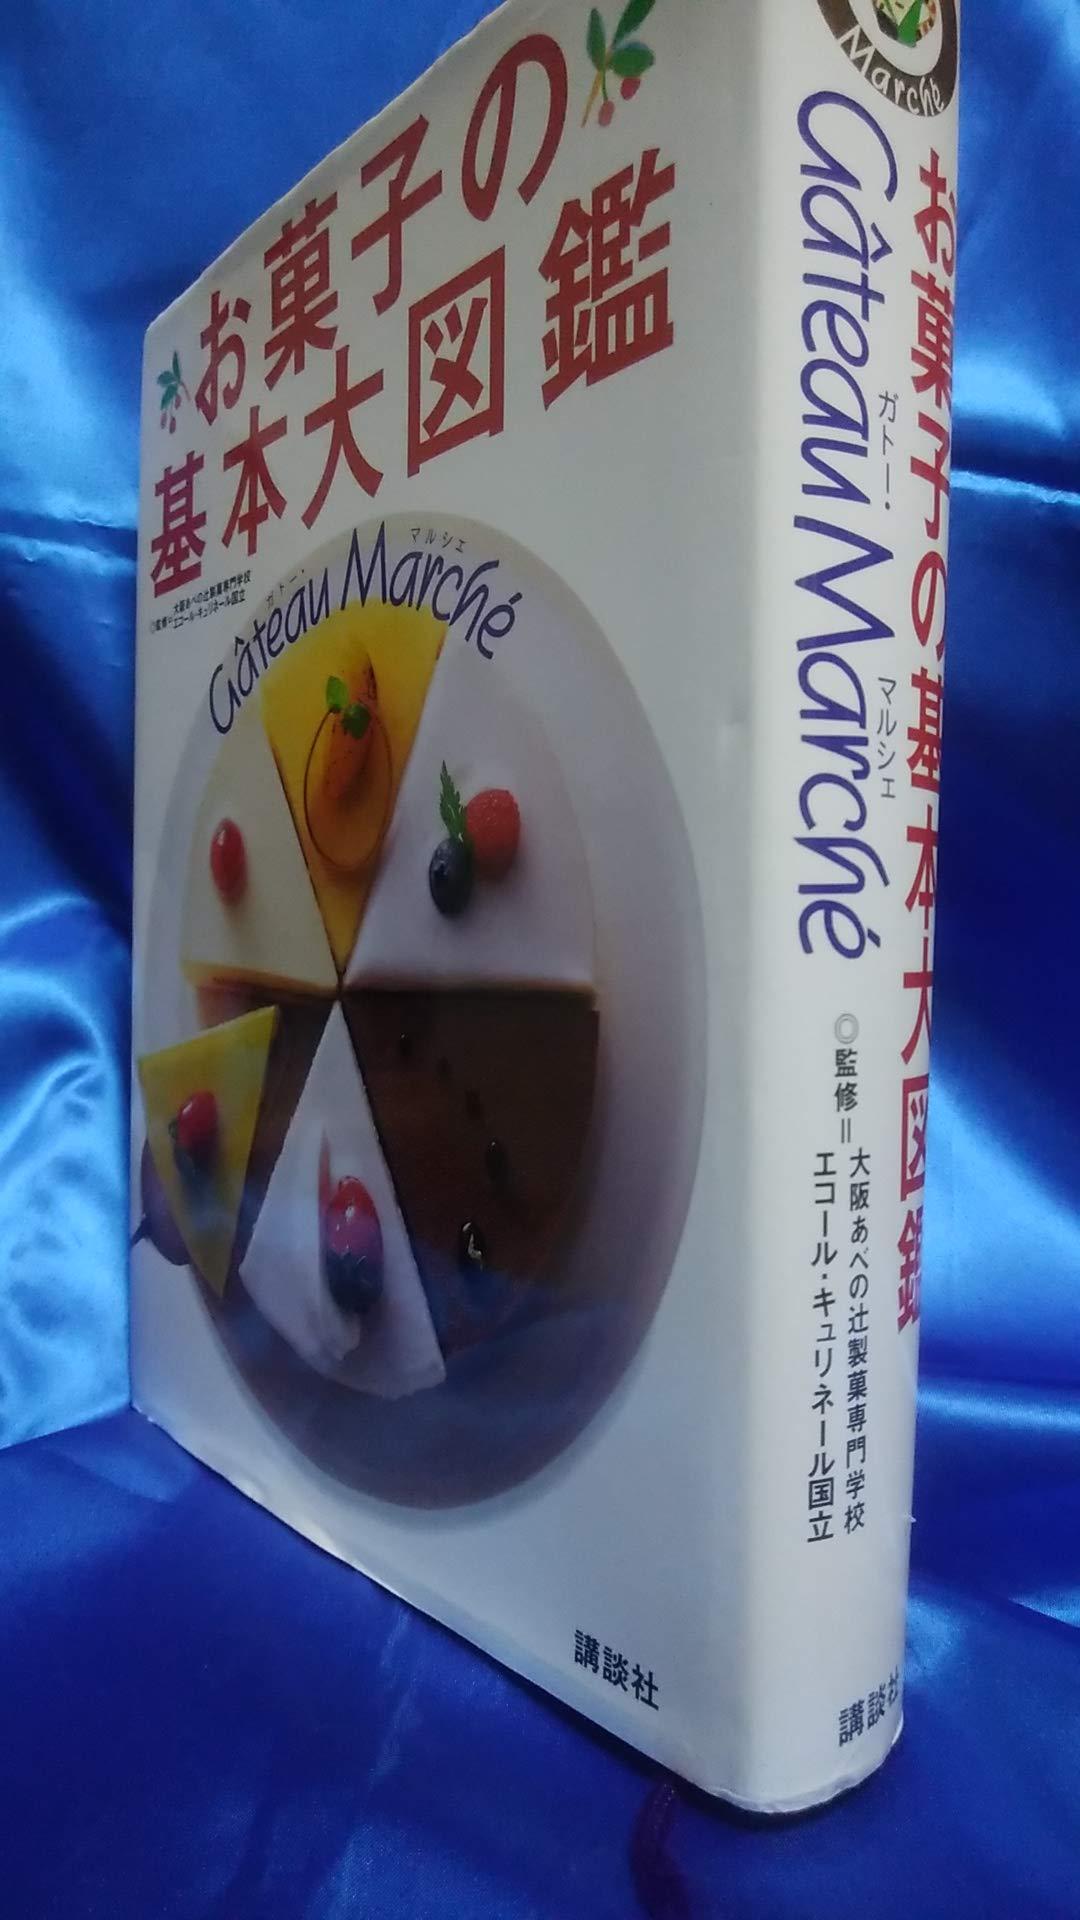 お菓子の
基本大図鑑
ガトー・マルシェ
Gâteau Marché
◎監修＝大阪あべの辻製菓専門学校
エコール・キュリネール国立
講談社
Marché
お菓子の基本大図鑑
ガトー・マルシェ
Gâteau Marché
◎監修＝大阪あべの辻製菓専門学校
エコール・キュリネール国立
講談社